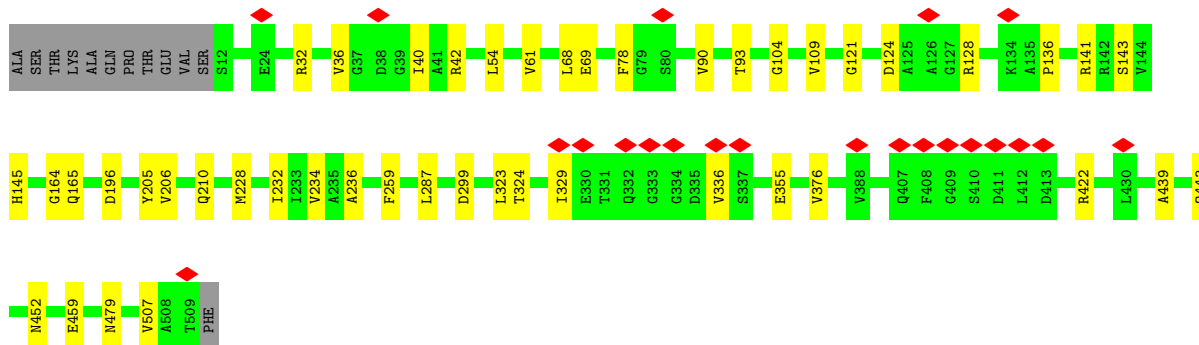 ALA SER THR LYS ALA GLN PRO THR GLU VAL SER S12 E24 R32 V36 G37 D38 G39 I40 A41 R42 L54 V61 L68 E69 F78 G79 S80 V90 T93 G104 V109 G121 D124 A125 A126 G127 R128 K134 A135 P136 R141 R142 S143 V144
H145 G164 Q165 D196 Y205 V206 Q210 M228 I232 I233 V234 A235 A236 F259 L287 D299 L323 T324 I329 E330 T331 Q332 G333 G334 D335 V336 S337 E355 V376 V388 Q407 F408 G409 S410 D411 L412 D413 R422 L430 A439
N452 E459 N479 V507 A508 T509 PHE